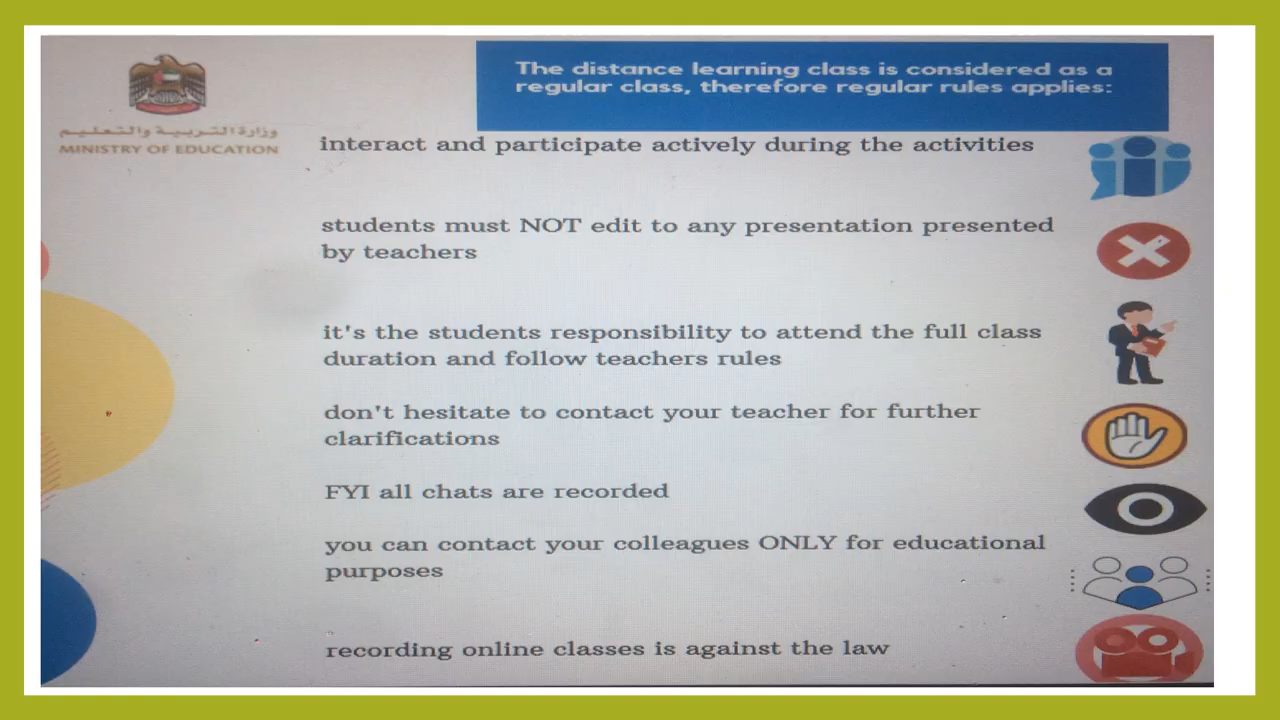 The distance learning class is considered as a
regular class, therefore regular rules applies:
وزارة التربية والتعليم
MINISTRY OF EDUCATION
interact and participate actively during the activities
students must NOT edit to any presentation presented
by teachers
it's the students responsibility to attend the full class
duration and follow teachers rules
don't hesitate to contact your teacher for further
clarifications
FYI all chats are recorded
you can contact your colleagues ONLY for educational
purposes
recording online classes is against the law